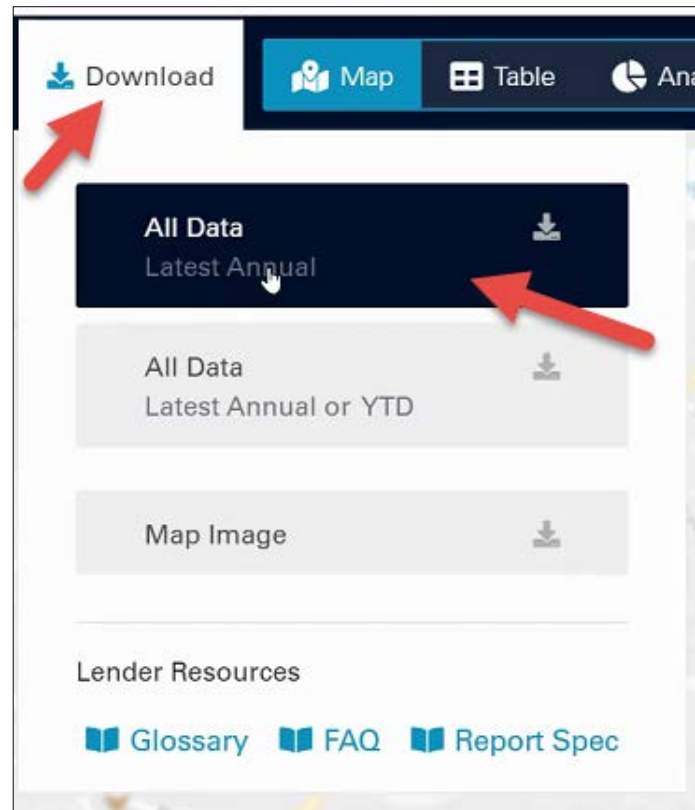 Download Map Table Ana
All Data
Latest Annual
All Data
Latest Annual or YTD
Map Image
Lender Resources
Glossary FAQ Report Spec